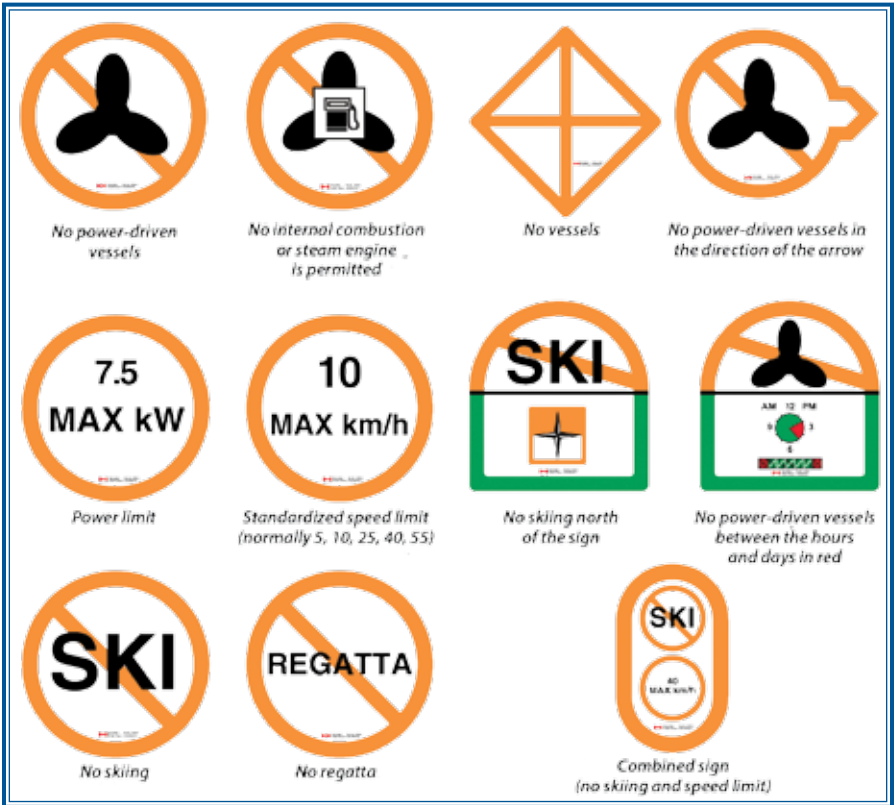 No power-driven
vessels
No internal combustion
or steam engine
is permitted
No vessels
No power-driven vessels in
the direction of the arrow
7.5
MAX kW
Power limit
10
MAX km/h
Standardized speed limit
(normally 5, 10, 25, 40, 55)
SKI
No skiing north
of the sign
AM 12 PM
9 3
6
No power-driven vessels
between the hours
and days in red
SKI
No skiing
REGATTA
No regatta
SKI
40
MAX km/h
Combined sign
(no skiing and speed limit)